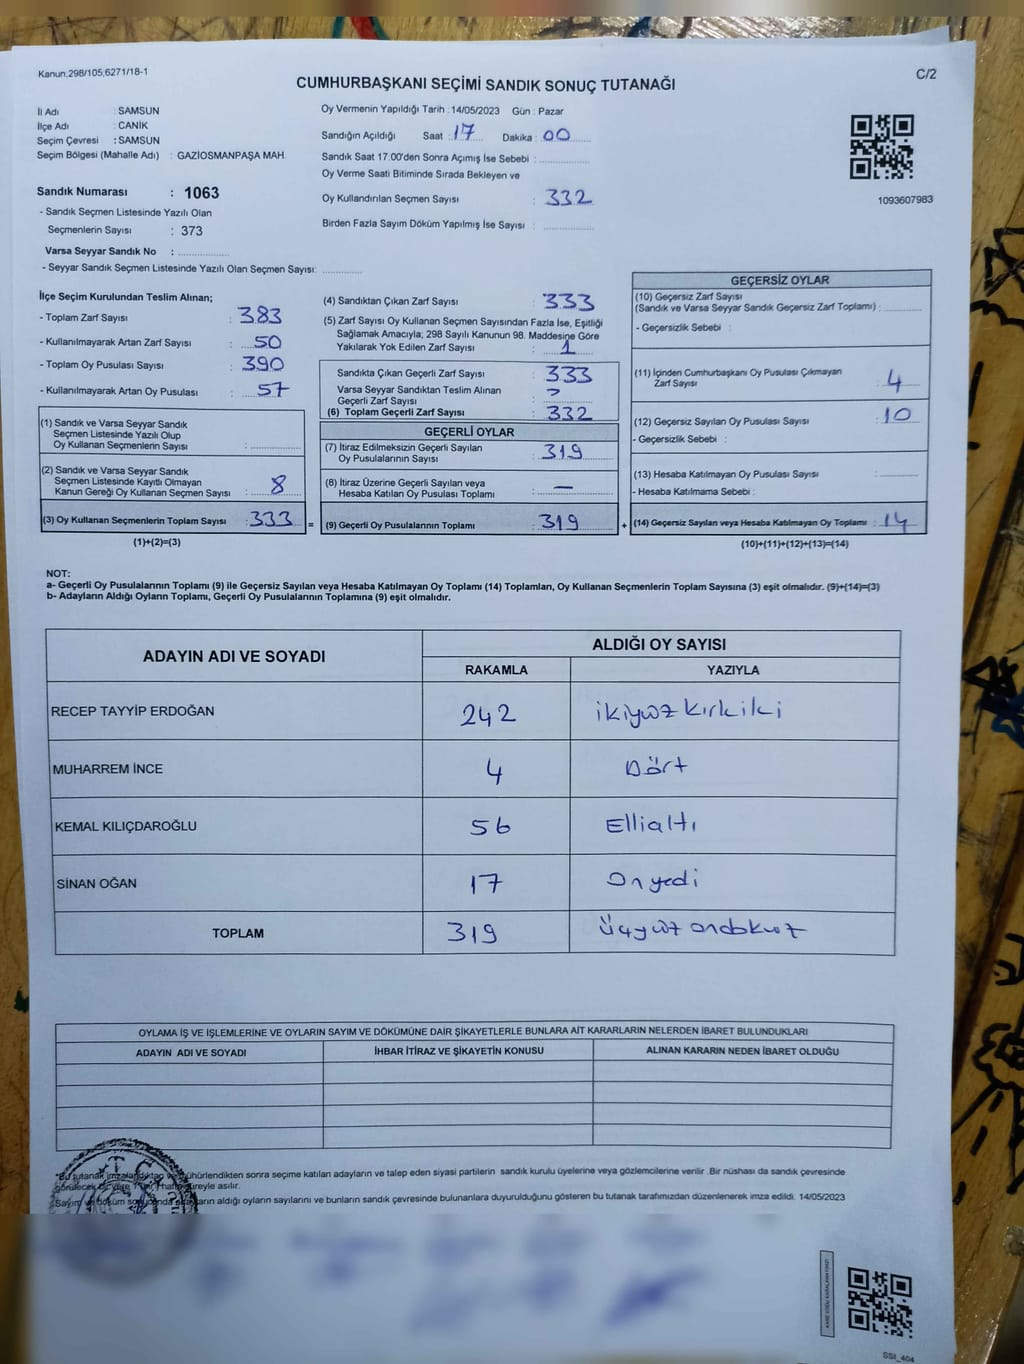 Kanun;298/105,6271/18-1
C/2
CUMHURBAŞKANI SEÇİMİ SANDIK SONUÇ TUTANAĞI
İl Adı : SAMSUN
İlçe Adı : CANİK
Seçim Çevresi : SAMSUN
Seçim Bölgesi (Mahalle Adı) : GAZİOSMANPAŞA MAH.
Sandık Numarası : 1063
- Sandık Seçmen Listesinde Yazılı Olan
Seçmenlerin Sayısı : 373
Varsa Seyyar Sandık No :
- Seyyar Sandık Seçmen Listesinde Yazılı Olan Seçmen Sayısı:
Oy Vermenin Yapıldığı Tarih : 14/05/2023 Gün : Pazar
Sandığın Açıldığı Saat : 17 Dakika : 00
Sandık Saat 17:00'den Sonra Açımış İse Sebebi :
Oy Verme Saati Bitiminde Sırada Bekleyen ve
Oy Kullandırılan Seçmen Sayısı : 332
Birden Fazla Sayım Döküm Yapılmış İse Sayısı :
1093607983
İlçe Seçim Kurulundan Teslim Alınan;
- Toplam Zarf Sayısı : 383
- Kullanılmayarak Artan Zarf Sayısı : 50
- Toplam Oy Pusulası Sayısı : 390
- Kullanılmayarak Artan Oy Pusulası : 57
(1) Sandık ve Varsa Seyyar Sandık
Seçmen Listesinde Yazılı Olup
Oy Kullanan Seçmenlerin Sayısı :
(2) Sandık ve Varsa Seyyar Sandık
Seçmen Listesinde Kayıtlı Olmayan
Kanun Gereği Oy Kullanan Seçmen Sayısı : 8
(3) Oy Kullanan Seçmenlerin Toplam Sayısı : 333 =
(1)+(2)=(3)
(4) Sandıktan Çıkan Zarf Sayısı : 333
(5) Zarf Sayısı Oy Kullanan Seçmen Sayısından Fazla İse, Eşitliği
Sağlamak Amacıyla; 298 Sayılı Kanunun 98. Maddesine Göre
Yakılarak Yok Edilen Zarf Sayısı : 1
Sandıkta Çıkan Geçerli Zarf Sayısı : 333
Varsa Seyyar Sandıktan Teslim Alınan
Geçerli Zarf Sayısı :
(6) Toplam Geçerli Zarf Sayısı : 332
GEÇERLİ OYLAR
(7) İtiraz Edilmeksizin Geçerli Sayılan
Oy Pusulalarının Sayısı : 319
(8) İtiraz Üzerine Geçerli Sayılan veya
Hesaba Katılan Oy Pusulası Toplamı : —
(9) Geçerli Oy Pusulalarının Toplamı : 319 +
GEÇERSİZ OYLAR
(10) Geçersiz Zarf Sayısı
(Sandık ve Varsa Seyyar Sandık Geçersiz Zarf Toplamı) :
- Geçersizlik Sebebi :
(11) İçinden Cumhurbaşkanı Oy Pusulası Çıkmayan
Zarf Sayısı : 4
(12) Geçersiz Sayılan Oy Pusulası Sayısı : 10
- Geçersizlik Sebebi :
(13) Hesaba Katılmayan Oy Pusulası Sayısı :
- Hesaba Katılmama Sebebi :
(14) Geçersiz Sayılan veya Hesaba Katılmayan Oy Toplamı : 14
(10)+(11)+(12)+(13)=(14)
NOT:
a- Geçerli Oy Pusulalarının Toplamı (9) ile Geçersiz Sayılan veya Hesaba Katılmayan Oy Toplamı (14) Toplamları, Oy Kullanan Seçmenlerin Toplam Sayısına (3) eşit olmalıdır. (9)+(14)=(3)
b- Adayların Aldığı Oyların Toplamı, Geçerli Oy Pusulalarının Toplamına (9) eşit olmalıdır.
ADAYIN ADI VE SOYADI ALDIĞI OY SAYISI
RAKAMLA YAZIYLA
RECEP TAYYİP ERDOĞAN 242 ikiyüzkırkiki
MUHARREM İNCE 4 Dört
KEMAL KILIÇDAROĞLU 56 Ellialtı
SİNAN OĞAN 17 Onyedi
TOPLAM 319 Üçyüzondokuz
OYLAMA İŞ VE İŞLEMLERİNE VE OYLARIN SAYIM VE DÖKÜMÜNE DAİR ŞİKAYETLERLE BUNLARA AİT KARARLARIN NELERDEN İBARET BULUNDUKLARI
ADAYIN ADI VE SOYADI İHBAR İTİRAZ VE ŞİKAYETİN KONUSU ALINAN KARARIN NEDEN İBARET OLDUĞU
*Bu tutanak imzalandıktan ve mühürlendikten sonra seçime katılan adayların ve talep eden siyasi partilerin sandık kurulu üyelerine veya gözlemcilerine verilir .Bir nüshası da sandık çevresinde
görülecek bir yere 1 hafta süreyle asılır.
Sayım döküm sonunda adayların aldığı oyların sayılarını ve bunların sandık çevresinde bulunanlara duyurulduğunu gösteren bu tutanak tarafımızdan düzenlenerek imza edildi. 14/05/2023
SSI_404